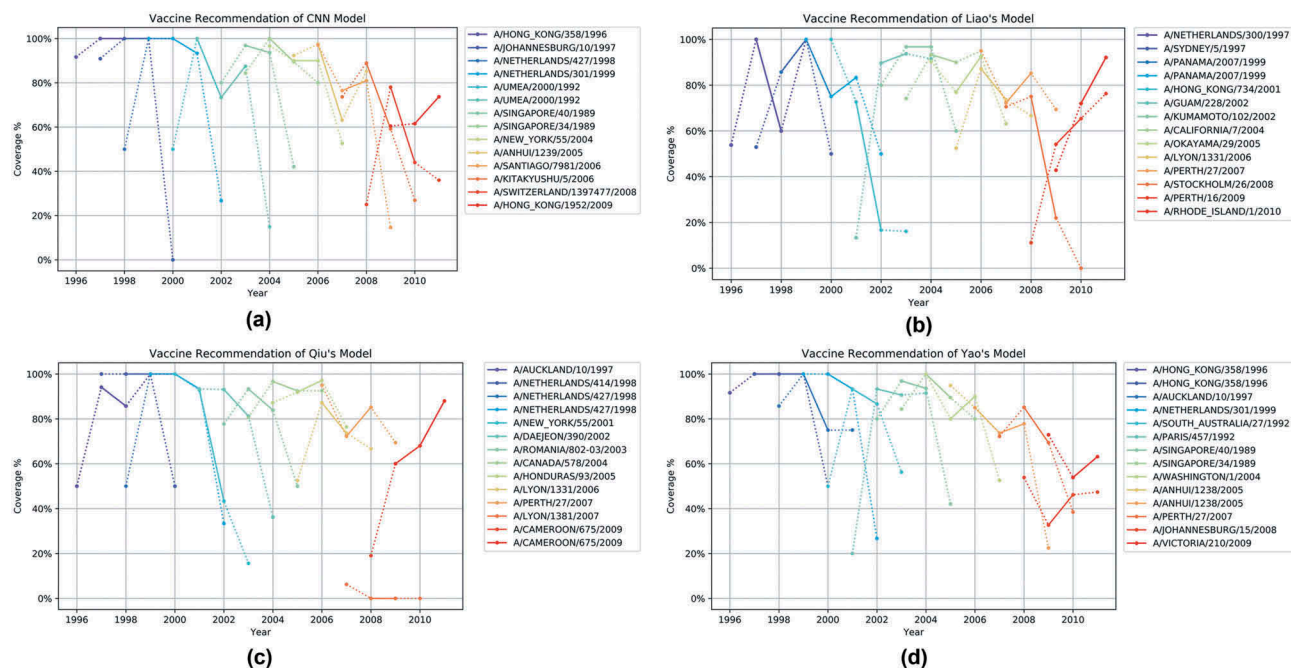 Vaccine Recommendation of CNN Model
100%
80%
60%
40%
20%
0%
Coverage %
1996 1998 2000 2002 2004 2006 2008 2010
Year
A/HONG_KONG/358/1996
A/JOHANNESBURG/10/1997
A/NETHERLANDS/427/1998
A/NETHERLANDS/301/1999
A/UMEA/2000/1992
A/UMEA/2000/1992
A/SINGAPORE/40/1989
A/SINGAPORE/34/1989
A/NEW_YORK/55/2004
A/ANHUI/1239/2005
A/SANTIAGO/7981/2006
A/KITAKYUSHU/5/2006
A/SWITZERLAND/1397477/2008
A/HONG_KONG/1952/2009
(a)
Vaccine Recommendation of Liao's Model
100%
80%
60%
40%
20%
0%
Coverage %
1996 1998 2000 2002 2004 2006 2008 2010
Year
A/NETHERLANDS/300/1997
A/SYDNEY/5/1997
A/PANAMA/2007/1999
A/PANAMA/2007/1999
A/HONG_KONG/734/2001
A/GUAM/228/2002
A/KUMAMOTO/102/2002
A/CALIFORNIA/7/2004
A/OKAYAMA/29/2005
A/LYON/1331/2006
A/PERTH/27/2007
A/STOCKHOLM/26/2008
A/PERTH/16/2009
A/RHODE_ISLAND/1/2010
(b)
Vaccine Recommendation of Qiu's Model
100%
80%
60%
40%
20%
0%
Coverage %
1996 1998 2000 2002 2004 2006 2008 2010
Year
A/AUCKLAND/10/1997
A/NETHERLANDS/414/1998
A/NETHERLANDS/427/1998
A/NETHERLANDS/427/1998
A/NEW_YORK/55/2001
A/DAEJEON/390/2002
A/ROMANIA/802-03/2003
A/CANADA/578/2004
A/HONDURAS/93/2005
A/LYON/1331/2006
A/PERTH/27/2007
A/LYON/1381/2007
A/CAMEROON/675/2009
A/CAMEROON/675/2009
(c)
Vaccine Recommendation of Yao's Model
100%
80%
60%
40%
20%
0%
Coverage %
1996 1998 2000 2002 2004 2006 2008 2010
Year
A/HONG_KONG/358/1996
A/HONG_KONG/358/1996
A/AUCKLAND/10/1997
A/NETHERLANDS/301/1999
A/SOUTH_AUSTRALIA/27/1992
A/PARIS/457/1992
A/SINGAPORE/40/1989
A/SINGAPORE/34/1989
A/WASHINGTON/1/2004
A/ANHUI/1238/2005
A/ANHUI/1238/2005
A/PERTH/27/2007
A/JOHANNESBURG/15/2008
A/VICTORIA/210/2009
(d)